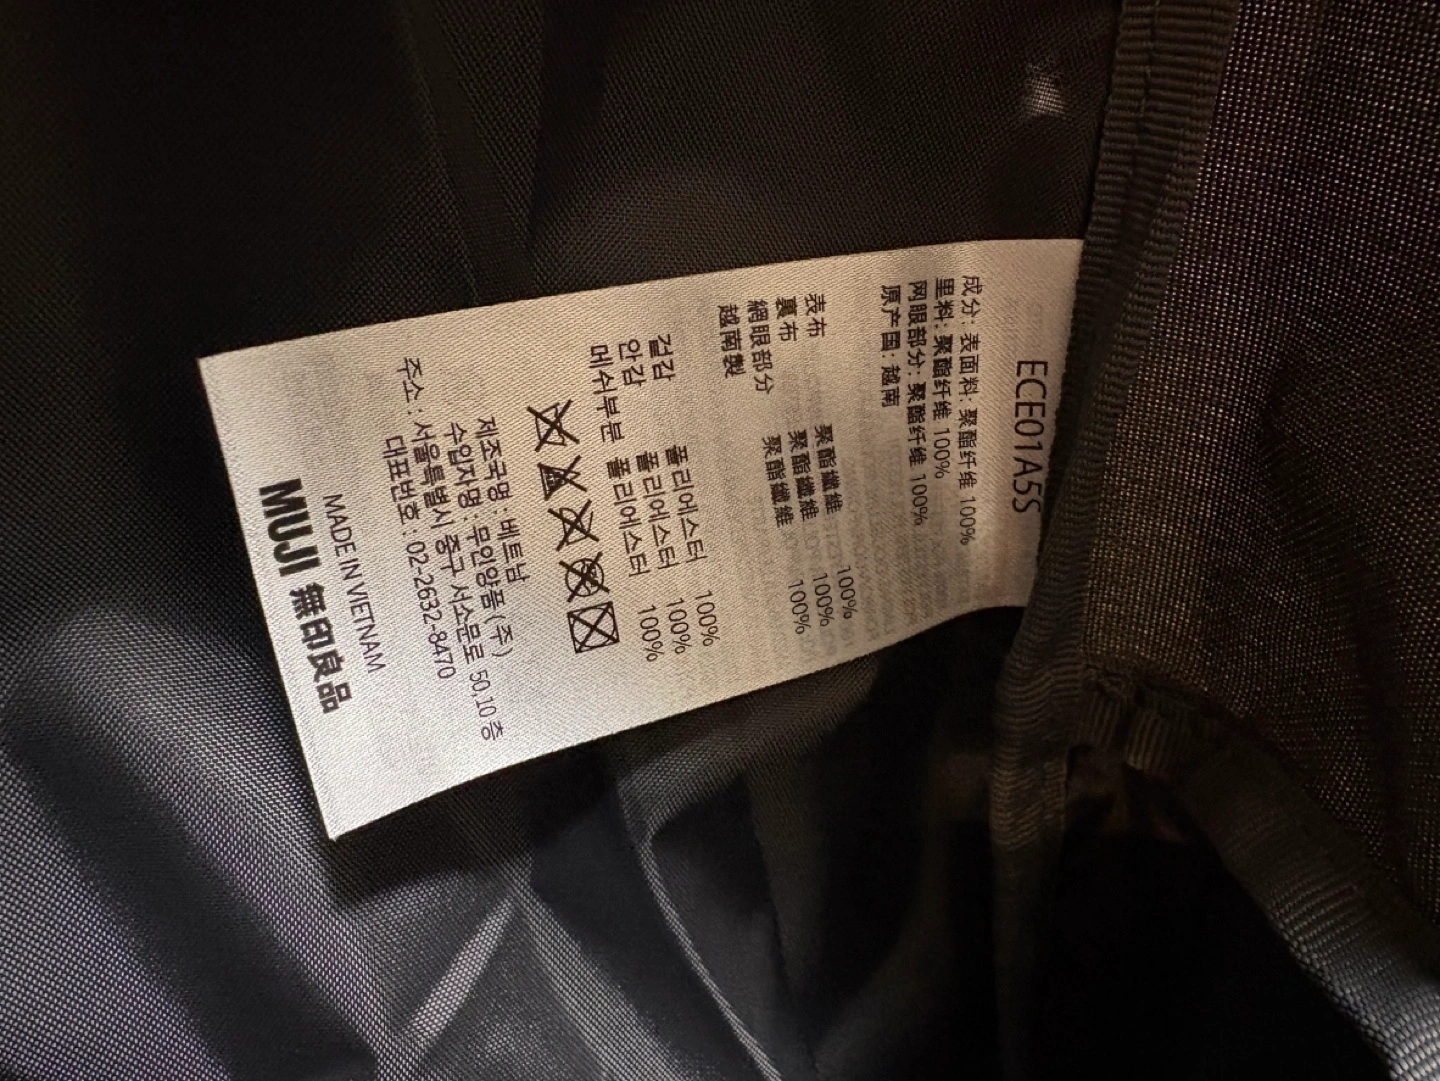 ECE01A5S
成分: 表面料: 聚酯纤维 100%
里料: 聚酯纤维 100%
网眼部分: 聚酯纤维 100%
原产国: 越南
表布 聚酯纖維 100%
裏布 聚酯纖維 100%
網眼部分 聚酯纖維 100%
越南製
겉감 폴리에스터 100%
안감 폴리에스터 100%
메쉬부분 폴리에스터 100%
제조국명: 베트남
수입자명: 무인양품 (주)
주소 : 서울특별시 중구 서소문로 50,10 층
대표번호 : 02-2632-8470
MADE IN VIETNAM
MUJI 無印良品